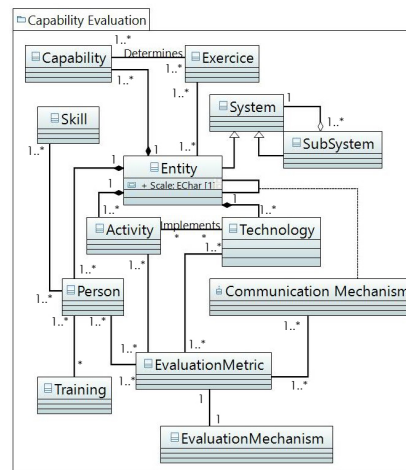 Capability Evaluation
1..* Determines 1..*
Capability
Exercice
1..*
1..*
System
1
Skill
1..*
SubSystem
1..*
1
1..*
Entity
1
+ Scale: EChar [1]
1
1
1..*
1..*
Activity
Implements
* *
Technology
1..*
1..*
1..*
Person
Communication Mechanism
1..*
1..*
1..*
*
1..*
1..*
1..*
EvaluationMetric
1..*
1..*
Training
1
1
EvaluationMechanism